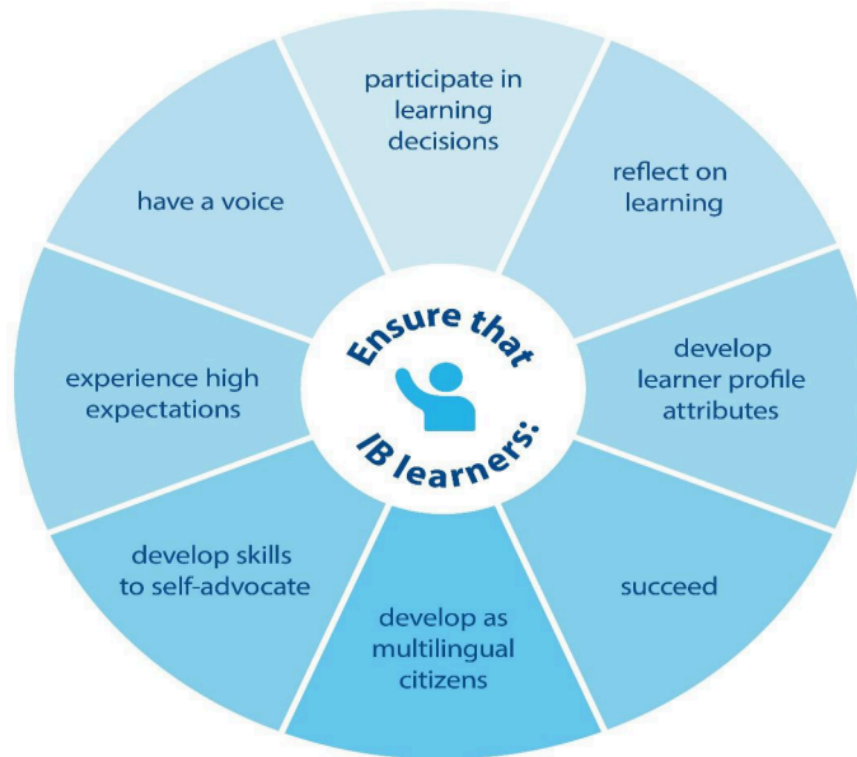 Ensure that
IB learners:
participate in
learning
decisions
reflect on
learning
develop
learner profile
attributes
succeed
develop as
multilingual
citizens
develop skills
to self-advocate
experience high
expectations
have a voice